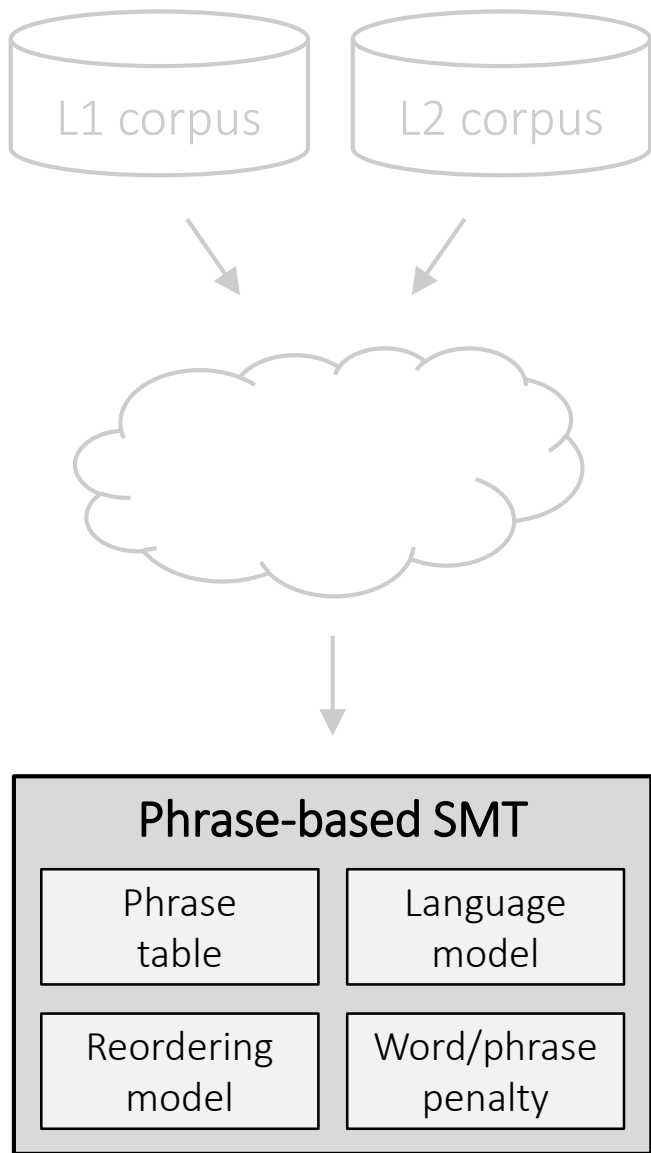 L1 corpus
L2 corpus
Phrase-based SMT
Phrase
table
Language
model
Reordering
model
Word/phrase
penalty